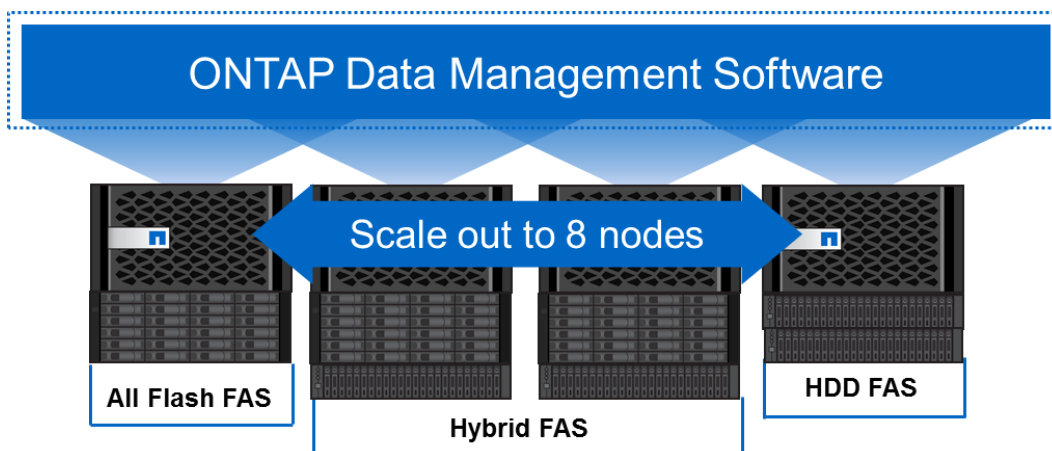 ONTAP Data Management Software
Scale out to 8 nodes
All Flash FAS
Hybrid FAS
HDD FAS